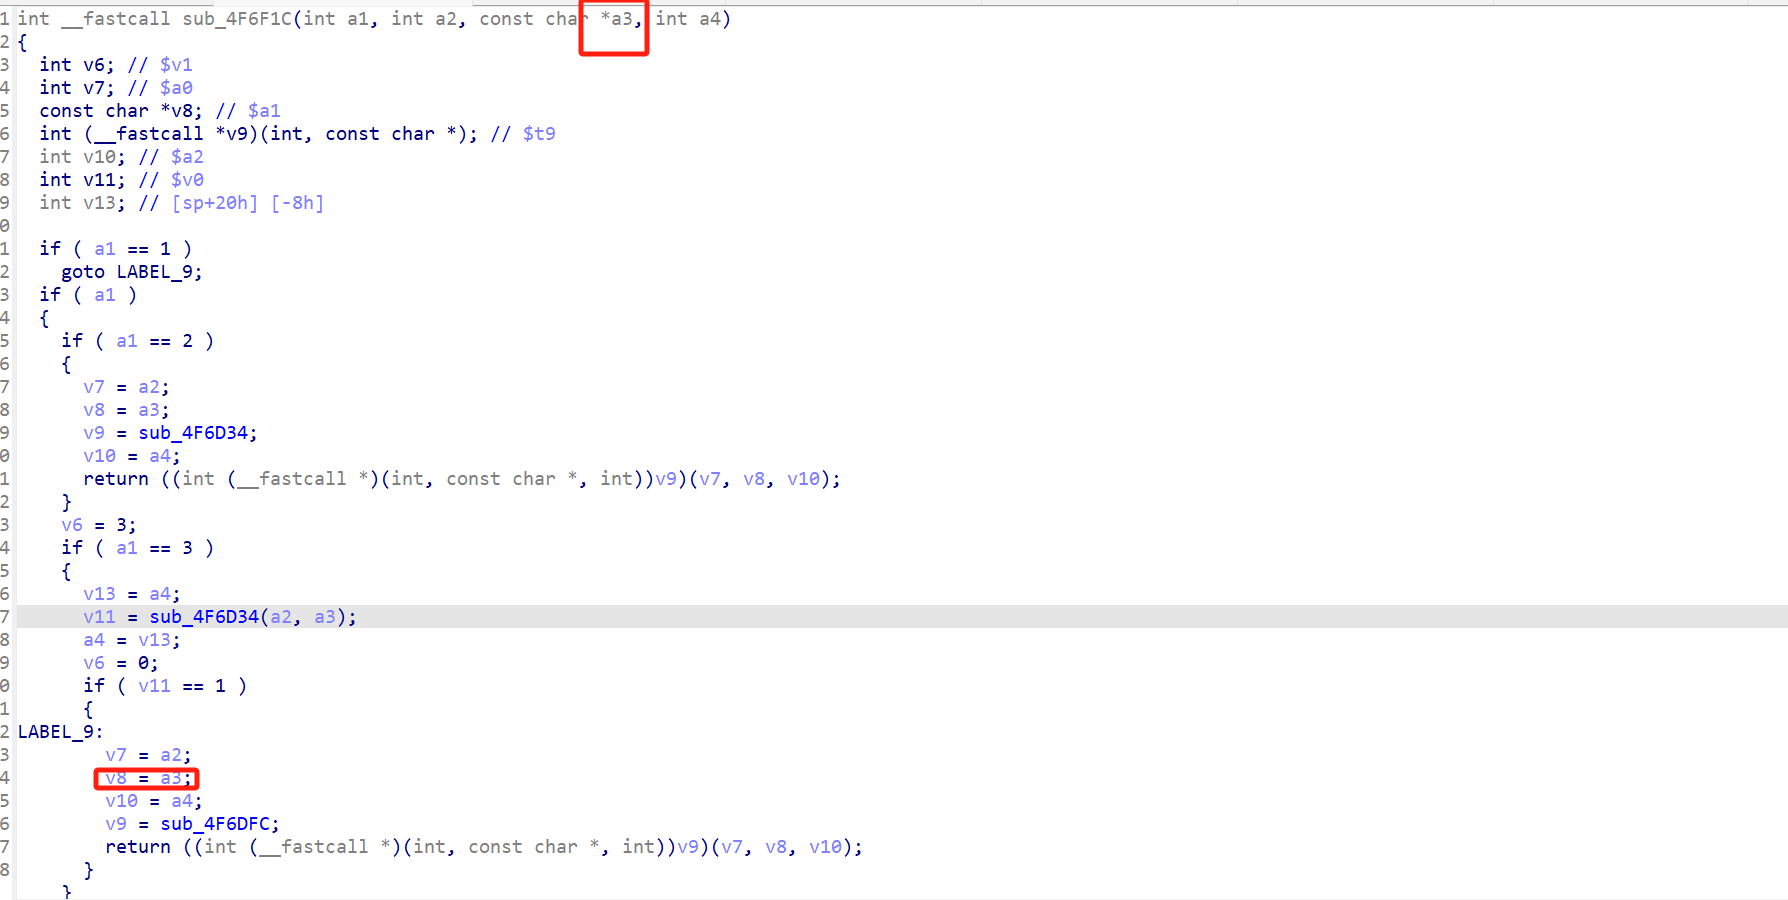 1 int __fastcall sub_4F6F1C(int a1, int a2, const char *a3, int a4)
2 {
3   int v6; // $v1
4   int v7; // $a0
5   const char *v8; // $a1
6   int (__fastcall *v9)(int, const char *); // $t9
7   int v10; // $a2
8   int v11; // $v0
9   int v13; // [sp+20h] [-8h]
0
1   if ( a1 == 1 )
2     goto LABEL_9;
3   if ( a1 )
4   {
5     if ( a1 == 2 )
6     {
7       v7 = a2;
8       v8 = a3;
9       v9 = sub_4F6D34;
0       v10 = a4;
1       return ((int (__fastcall *)(int, const char *, int))v9)(v7, v8, v10);
2     }
3     v6 = 3;
4     if ( a1 == 3 )
5     {
6       v13 = a4;
7       v11 = sub_4F6D34(a2, a3);
8       a4 = v13;
9       v6 = 0;
0       if ( v11 == 1 )
1       {
2 LABEL_9:
3         v7 = a2;
4         v8 = a3;
5         v10 = a4;
6         v9 = sub_4F6DFC;
7         return ((int (__fastcall *)(int, const char *, int))v9)(v7, v8, v10);
8       }
    }